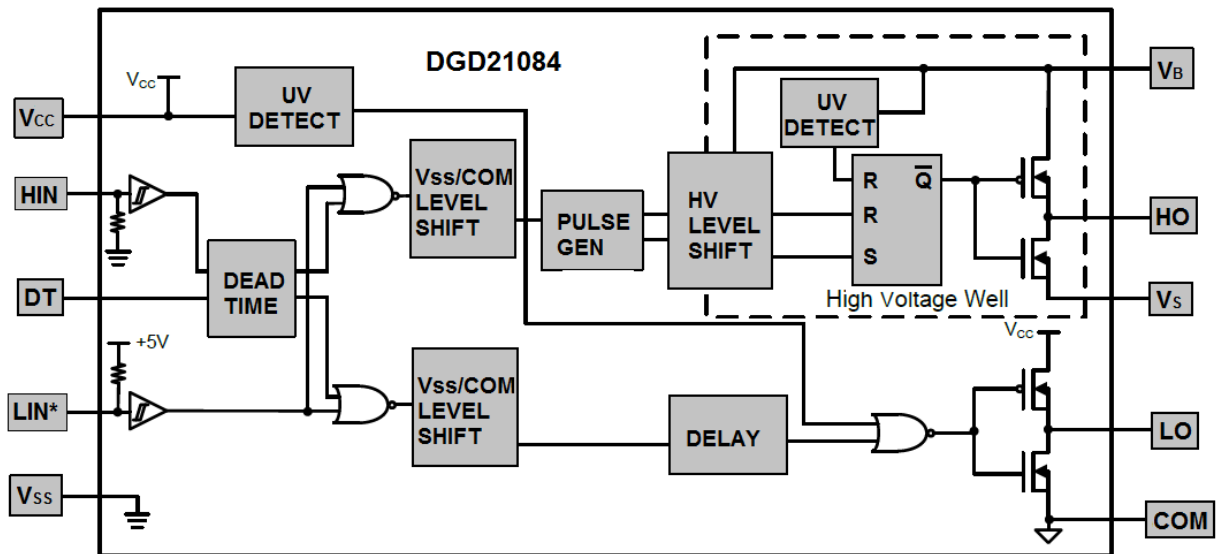 DGD21084
VCC
VCC
UV
DETECT
VB
UV
DETECT
HIN
Vss/COM
LEVEL
SHIFT
PULSE
GEN
HV
LEVEL
SHIFT
R
Q
R
S
HO
DEAD
TIME
DT
High Voltage Well
VS
+5V
VCC
LIN*
Vss/COM
LEVEL
SHIFT
DELAY
LO
VSS
COM